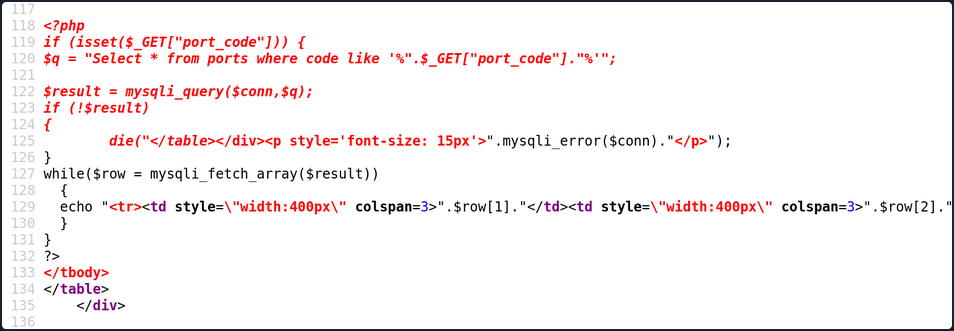 117
118 <?php
119 if (isset($_GET["port_code"])) {
120 $q = "Select * from ports where code like '%".$_GET["port_code"]."%'";
121
122 $result = mysqli_query($conn,$q);
123 if (!$result)
124 {
125         die("</table></div><p style='font-size: 15px'>".mysqli_error($conn)."</p>");
126 }
127 while($row = mysqli_fetch_array($result))
128   {
129   echo "<tr><td style=\"width:400px\" colspan=3>".$row[1]."</td><td style=\"width:400px\" colspan=3>".$row[2]."
130   }
131 }
132 ?>
133 </tbody>
134 </table>
135     </div>
136